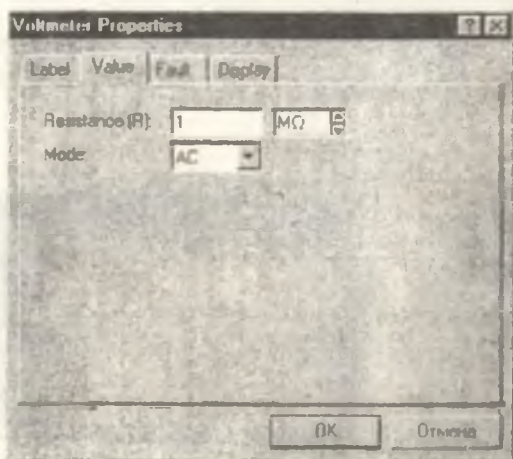 Voltmeter Properties
Label Value Fault Display
Resistance (R): 1 MΩ
Mode: AC
OK Отмена